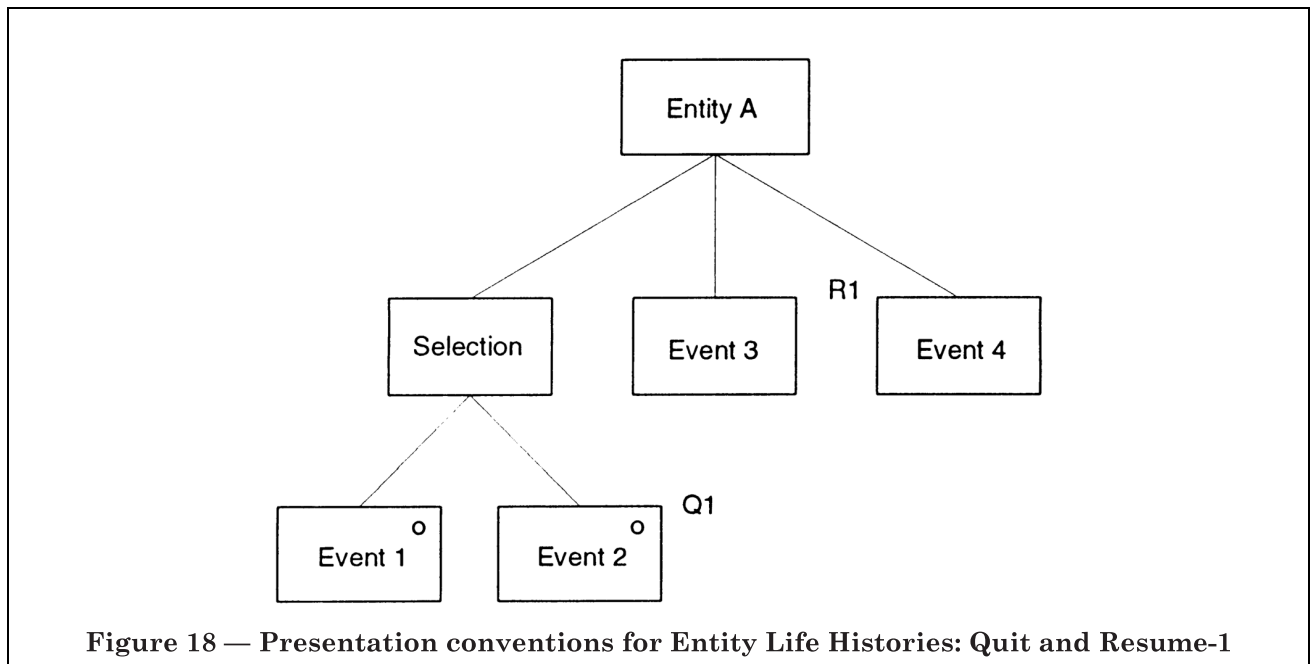 Entity A
R1
Selection
Event 3
Event 4
Q1
o
o
Event 1
Event 2
Figure 18 — Presentation conventions for Entity Life Histories: Quit and Resume-1